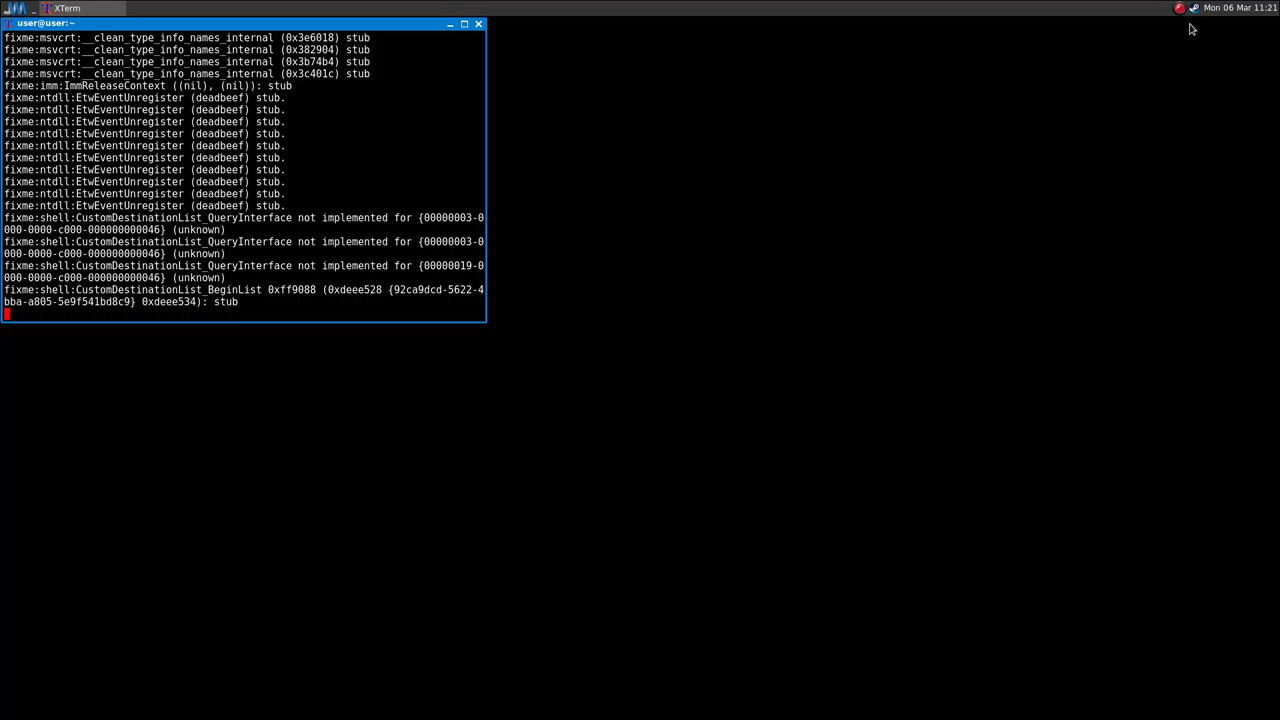 XTerm
Mon 06 Mar 11:21
user@user:~
fixme:msvcrt:__clean_type_info_names_internal (0x3e6018) stub
fixme:msvcrt:__clean_type_info_names_internal (0x382904) stub
fixme:msvcrt:__clean_type_info_names_internal (0x3b74b4) stub
fixme:msvcrt:__clean_type_info_names_internal (0x3c401c) stub
fixme:imm:ImmReleaseContext ((nil), (nil)): stub
fixme:ntdll:EtwEventUnregister (deadbeef) stub.
fixme:ntdll:EtwEventUnregister (deadbeef) stub.
fixme:ntdll:EtwEventUnregister (deadbeef) stub.
fixme:ntdll:EtwEventUnregister (deadbeef) stub.
fixme:ntdll:EtwEventUnregister (deadbeef) stub.
fixme:ntdll:EtwEventUnregister (deadbeef) stub.
fixme:ntdll:EtwEventUnregister (deadbeef) stub.
fixme:ntdll:EtwEventUnregister (deadbeef) stub.
fixme:ntdll:EtwEventUnregister (deadbeef) stub.
fixme:ntdll:EtwEventUnregister (deadbeef) stub.
fixme:shell:CustomDestinationList_QueryInterface not implemented for {00000003-0
000-0000-c000-000000000046} (unknown)
fixme:shell:CustomDestinationList_QueryInterface not implemented for {00000003-0
000-0000-c000-000000000046} (unknown)
fixme:shell:CustomDestinationList_QueryInterface not implemented for {00000019-0
000-0000-c000-000000000046} (unknown)
fixme:shell:CustomDestinationList_BeginList 0xff9088 (0xdeee528 {92ca9dcd-5622-4
bba-a805-5e9f541bd8c9} 0xdeee534): stub